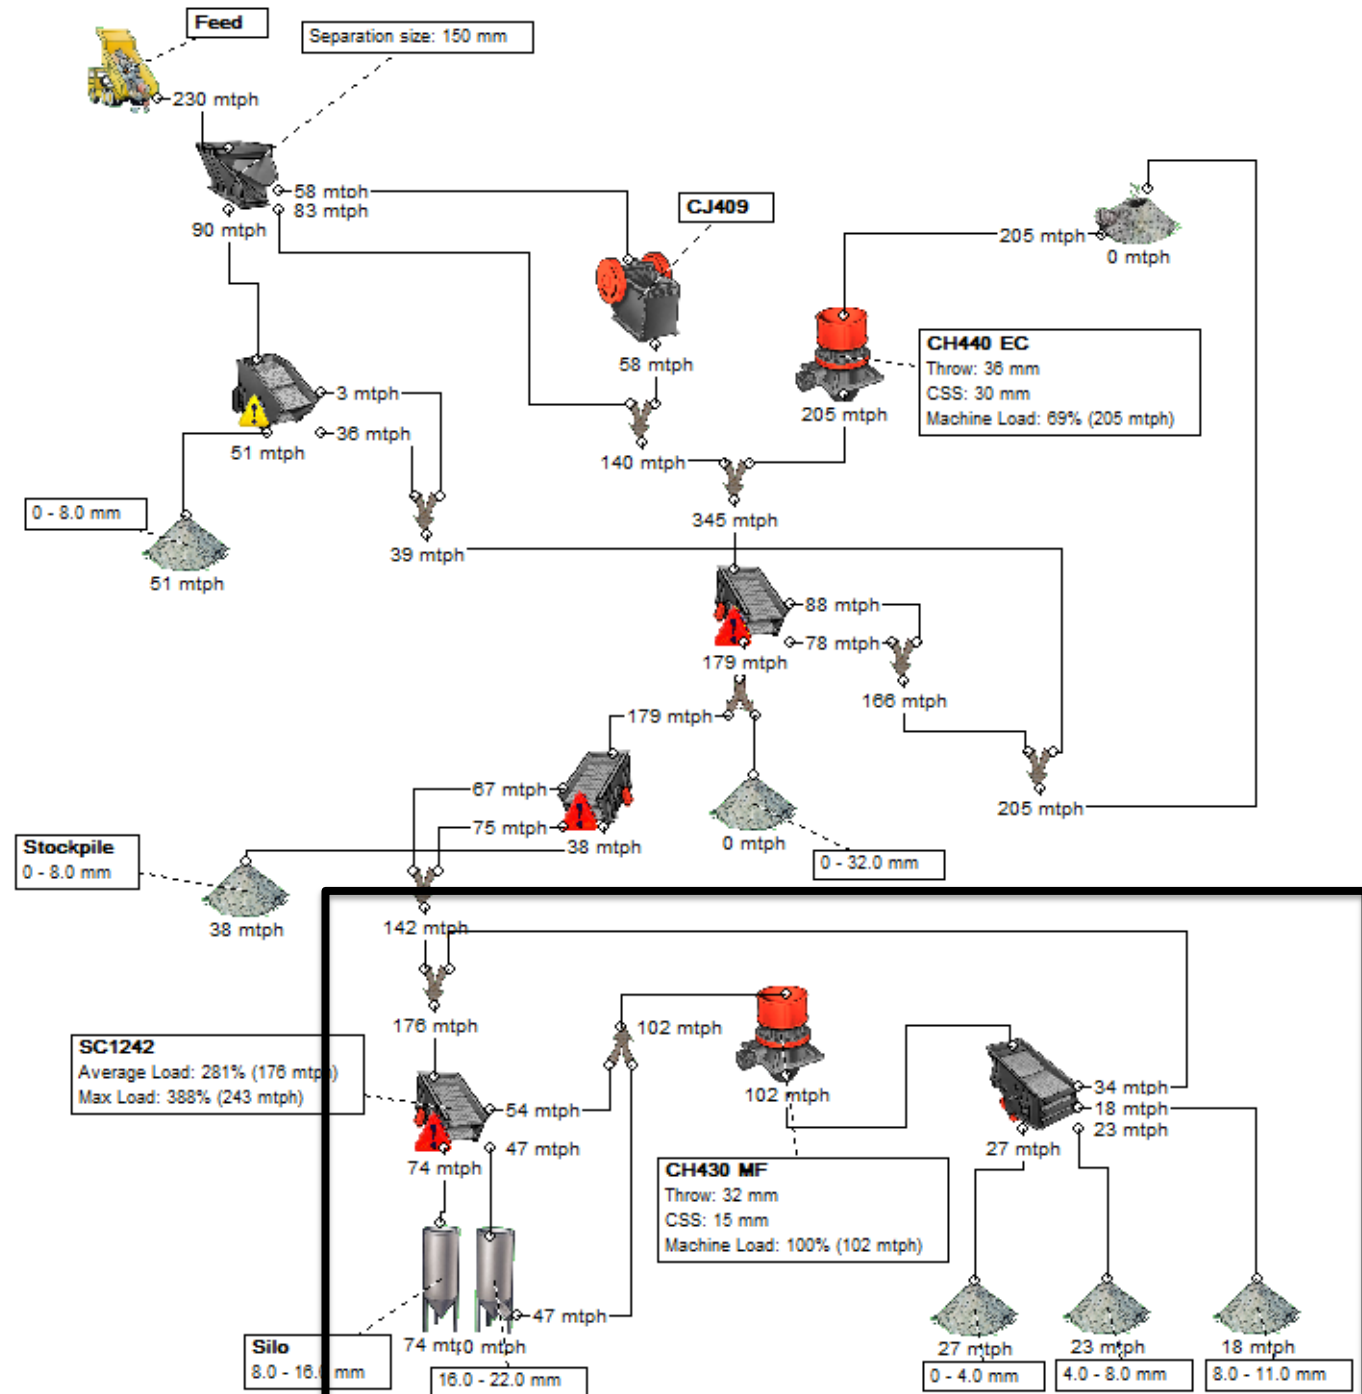 Feed
Separation size: 150 mm
230 mtph
58 mtph
83 mtph
90 mtph
CJ409
205 mtph
0 mtph
CH440 EC
Throw: 36 mm
CSS: 30 mm
Machine Load: 69% (205 mtph)
58 mtph
205 mtph
3 mtph
36 mtph
51 mtph
140 mtph
0 - 8.0 mm
345 mtph
39 mtph
51 mtph
88 mtph
78 mtph
179 mtph
166 mtph
179 mtph
67 mtph
75 mtph
38 mtph
205 mtph
0 mtph
0 - 32.0 mm
Stockpile
0 - 8.0 mm
38 mtph
142 mtph
176 mtph
102 mtph
SC1242
Average Load: 281% (176 mtph)
Max Load: 388% (243 mtph)
54 mtph
47 mtph
74 mtph
102 mtph
34 mtph
18 mtph
23 mtph
27 mtph
CH430 MF
Throw: 32 mm
CSS: 15 mm
Machine Load: 100% (102 mtph)
47 mtph
74 mtp
0 mtph
Silo
8.0 - 16.0 mm
16.0 - 22.0 mm
27 mtph
23 mtph
18 mtph
0 - 4.0 mm
4.0 - 8.0 mm
8.0 - 11.0 mm